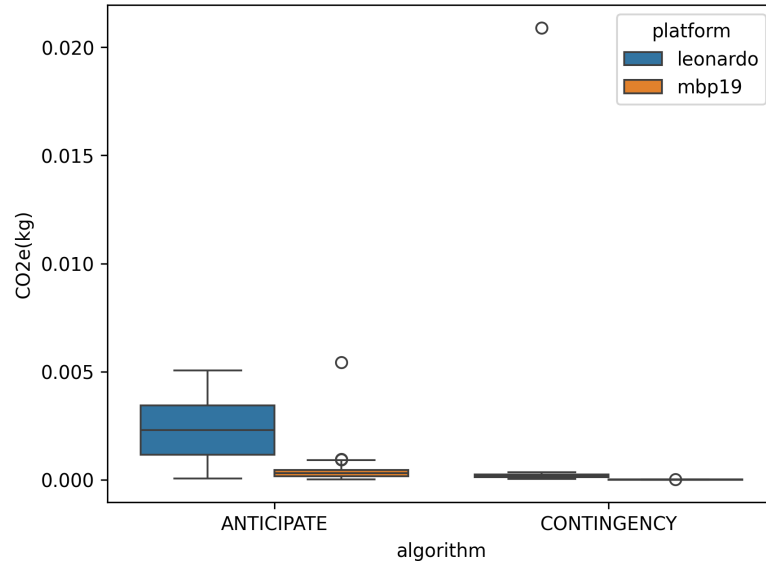 platform
leonardo
mbp19
0.020
0.015
0.010
0.005
0.000
CO2e(kg)
ANTICIPATE
CONTINGENCY
algorithm